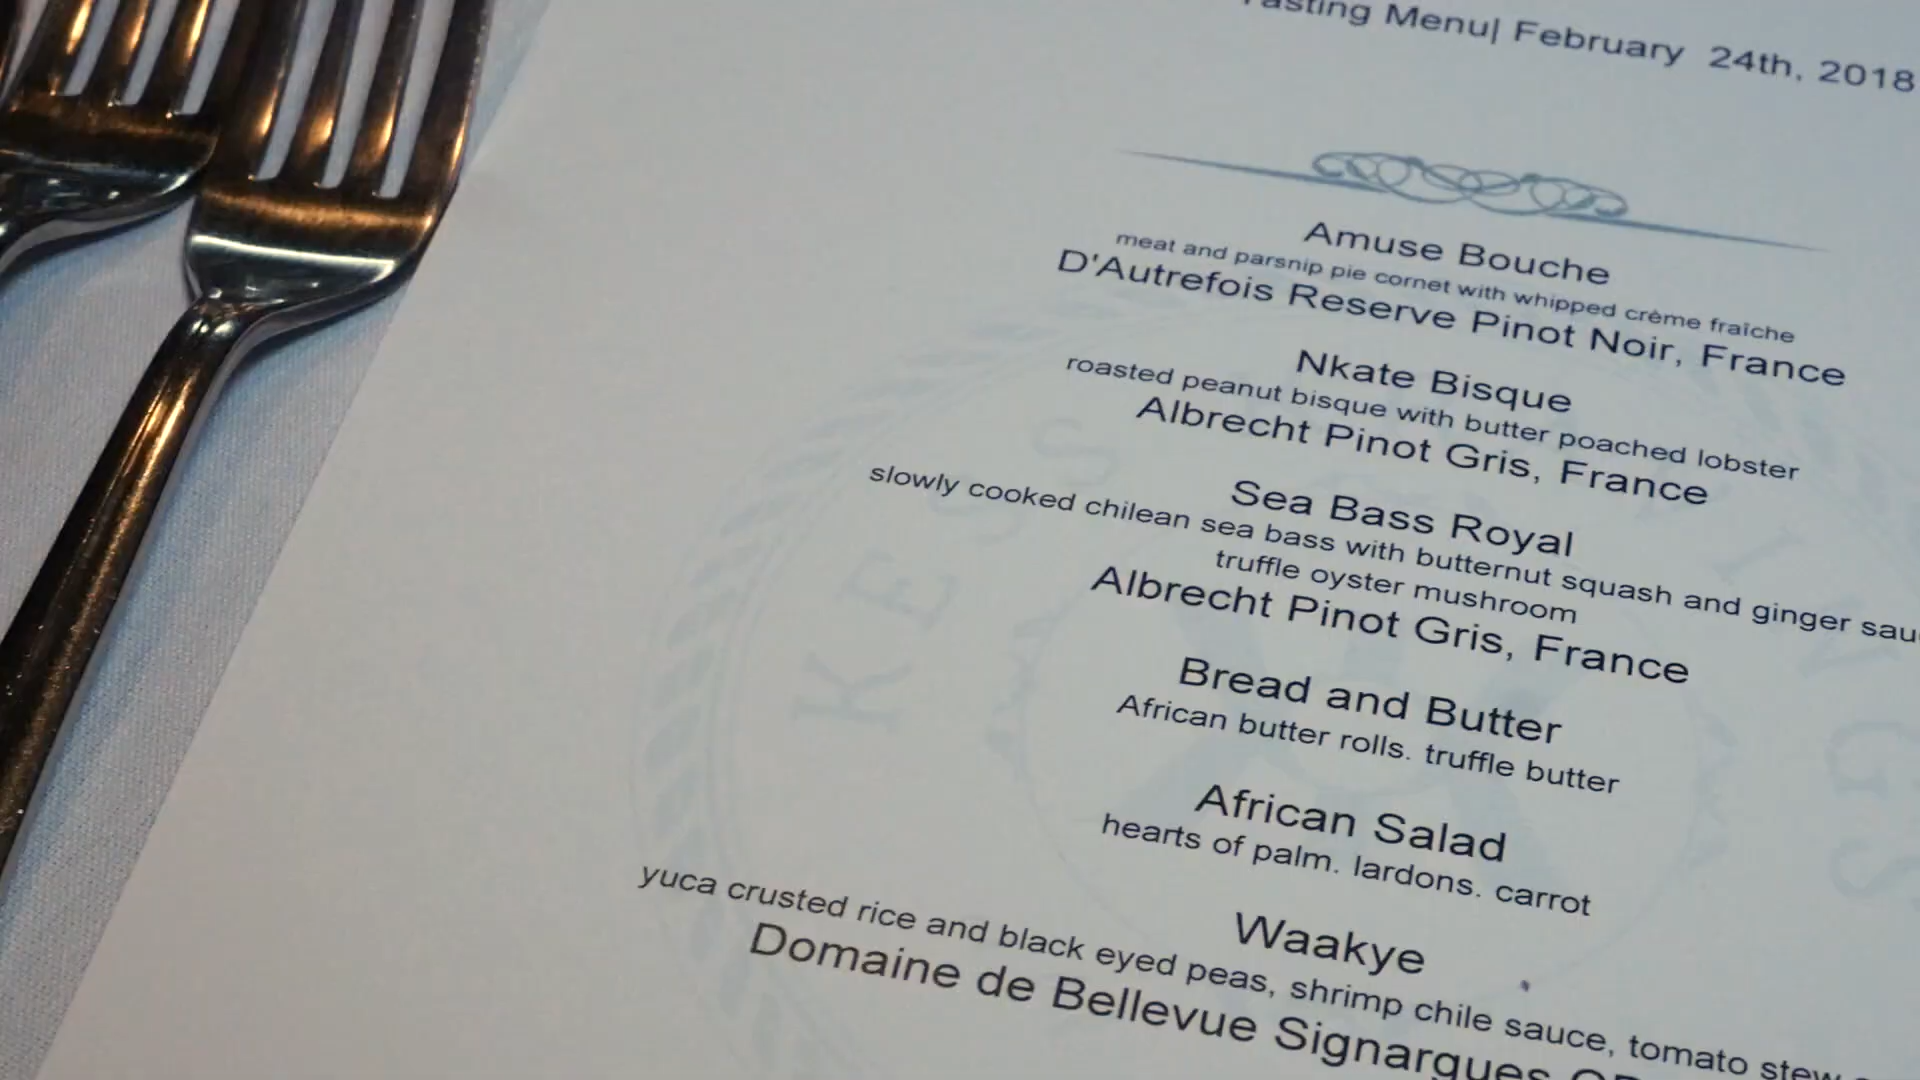 Tasting Menu| February 24th, 2018
Amuse Bouche
meat and parsnip pie cornet with whipped crème fraîche
D'Autrefois Reserve Pinot Noir, France
Nkate Bisque
roasted peanut bisque with butter poached lobster
Albrecht Pinot Gris, France
Sea Bass Royal
slowly cooked chilean sea bass with butternut squash and ginger
truffle oyster mushroom
Albrecht Pinot Gris, France
Bread and Butter
African butter rolls. truffle butter
African Salad
hearts of palm. lardons. carrot
Waakye
yuca crusted rice and black eyed peas, shrimp chile sauce, tomato stew
Domaine de Bellevue Signargues